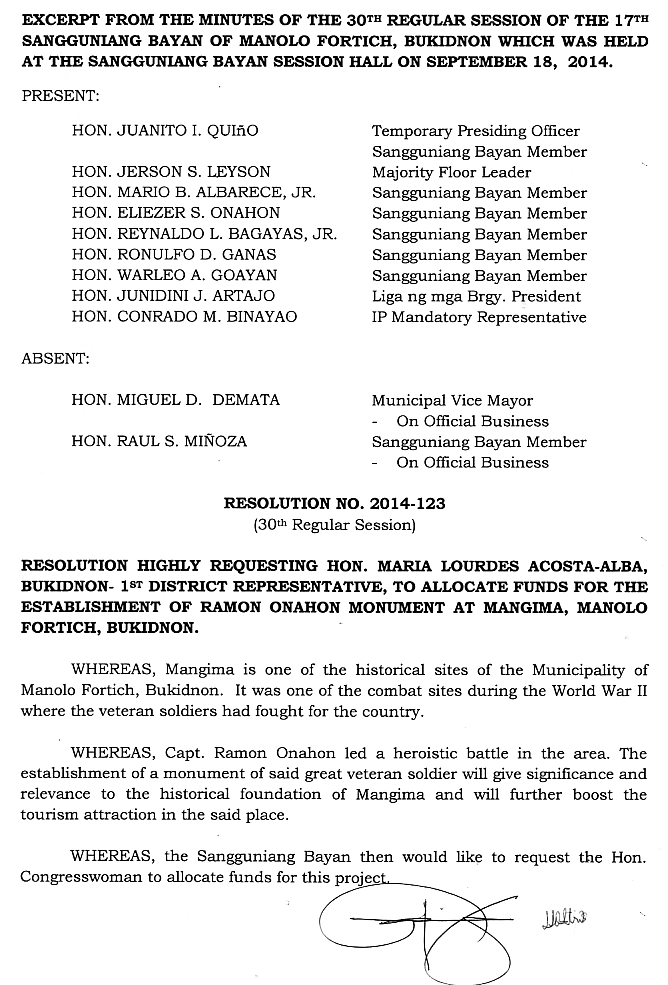 EXCERPT FROM THE MINUTES OF THE 30TH REGULAR SESSION OF THE 17TH
SANGGUNIANG BAYAN OF MANOLO FORTICH, BUKIDNON WHICH WAS HELD
AT THE SANGGUNIANG BAYAN SESSION HALL ON SEPTEMBER 18, 2014.
PRESENT:
HON. JUANITO I. QUIñO Temporary Presiding Officer
Sangguniang Bayan Member
HON. JERSON S. LEYSON Majority Floor Leader
HON. MARIO B. ALBARECE, JR. Sangguniang Bayan Member
HON. ELIEZER S. ONAHON Sangguniang Bayan Member
HON. REYNALDO L. BAGAYAS, JR. Sangguniang Bayan Member
HON. RONULFO D. GANAS Sangguniang Bayan Member
HON. WARLEO A. GOAYAN Sangguniang Bayan Member
HON. JUNIDINI J. ARTAJO Liga ng mga Brgy. President
HON. CONRADO M. BINAYAO IP Mandatory Representative
ABSENT:
HON. MIGUEL D. DEMATA Municipal Vice Mayor
- On Official Business
HON. RAUL S. MIÑOZA Sangguniang Bayan Member
- On Official Business
RESOLUTION NO. 2014-123
(30th Regular Session)
RESOLUTION HIGHLY REQUESTING HON. MARIA LOURDES ACOSTA-ALBA,
BUKIDNON- 1ST DISTRICT REPRESENTATIVE, TO ALLOCATE FUNDS FOR THE
ESTABLISHMENT OF RAMON ONAHON MONUMENT AT MANGIMA, MANOLO
FORTICH, BUKIDNON.
WHEREAS, Mangima is one of the historical sites of the Municipality of
Manolo Fortich, Bukidnon. It was one of the combat sites during the World War II
where the veteran soldiers had fought for the country.
WHEREAS, Capt. Ramon Onahon led a heroistic battle in the area. The
establishment of a monument of said great veteran soldier will give significance and
relevance to the historical foundation of Mangima and will further boost the
tourism attraction in the said place.
WHEREAS, the Sangguniang Bayan then would like to request the Hon.
Congresswoman to allocate funds for this project.